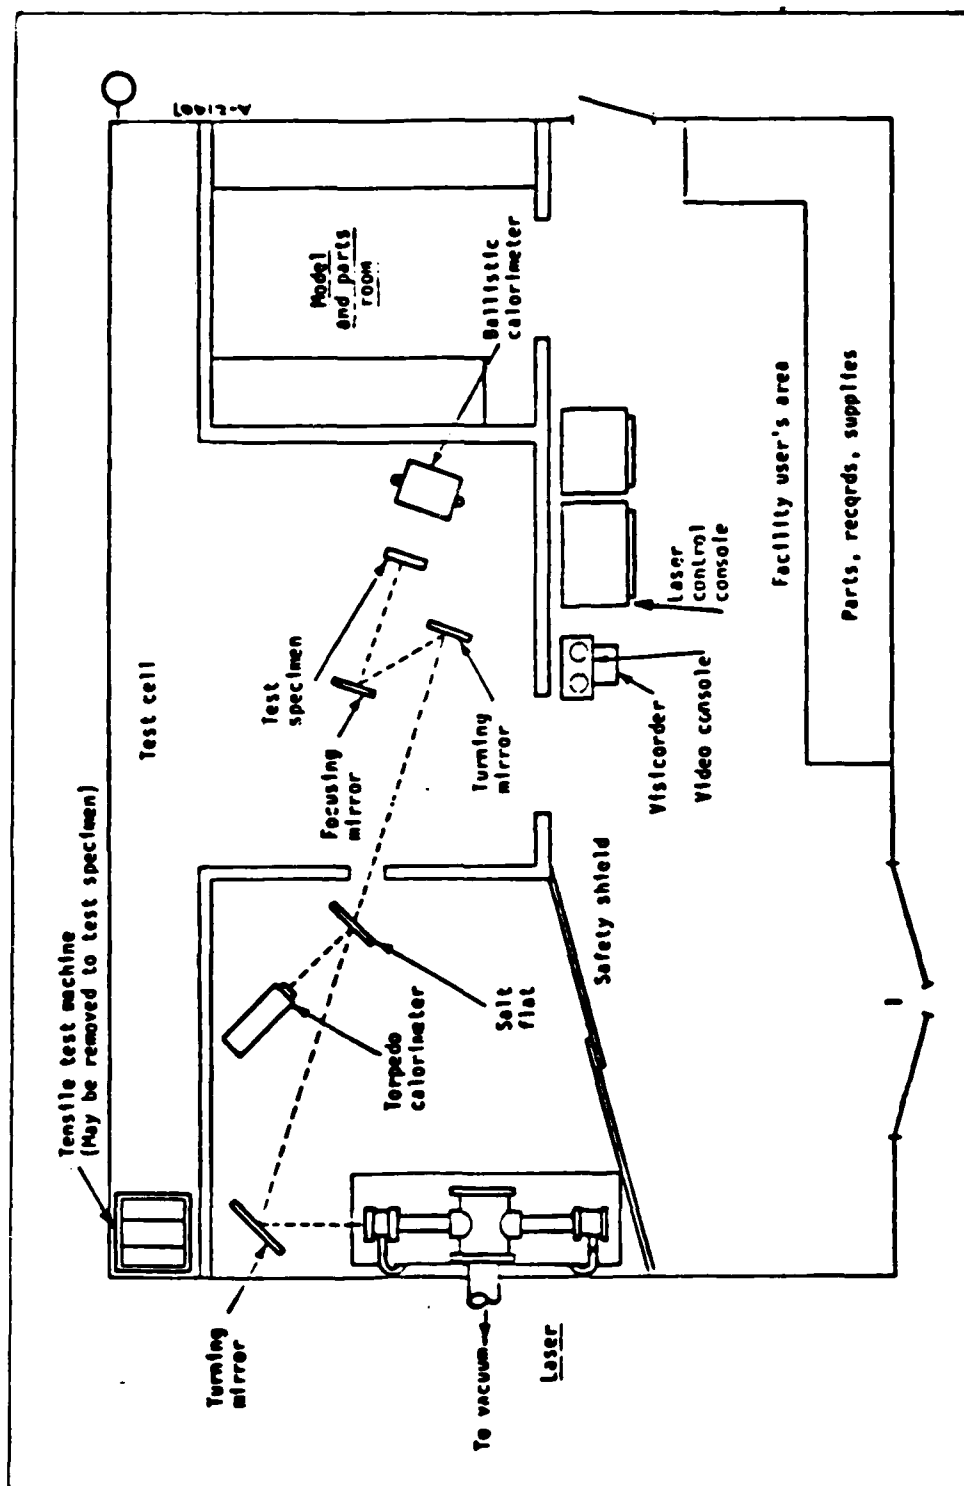 Tensile test machine
(May be removed to test specimen)
Test cell
Turning
mirror
Test
specimen
Focusing
mirror
Model
and parts
room
Torpedo
calorimeter
Turning
mirror
Ballistic
calorimeter
Salt
flat
To vacuum
Laser
Safety shield
Visicorder
Video console
Laser
control
console
Facility user's area
Parts, records, supplies